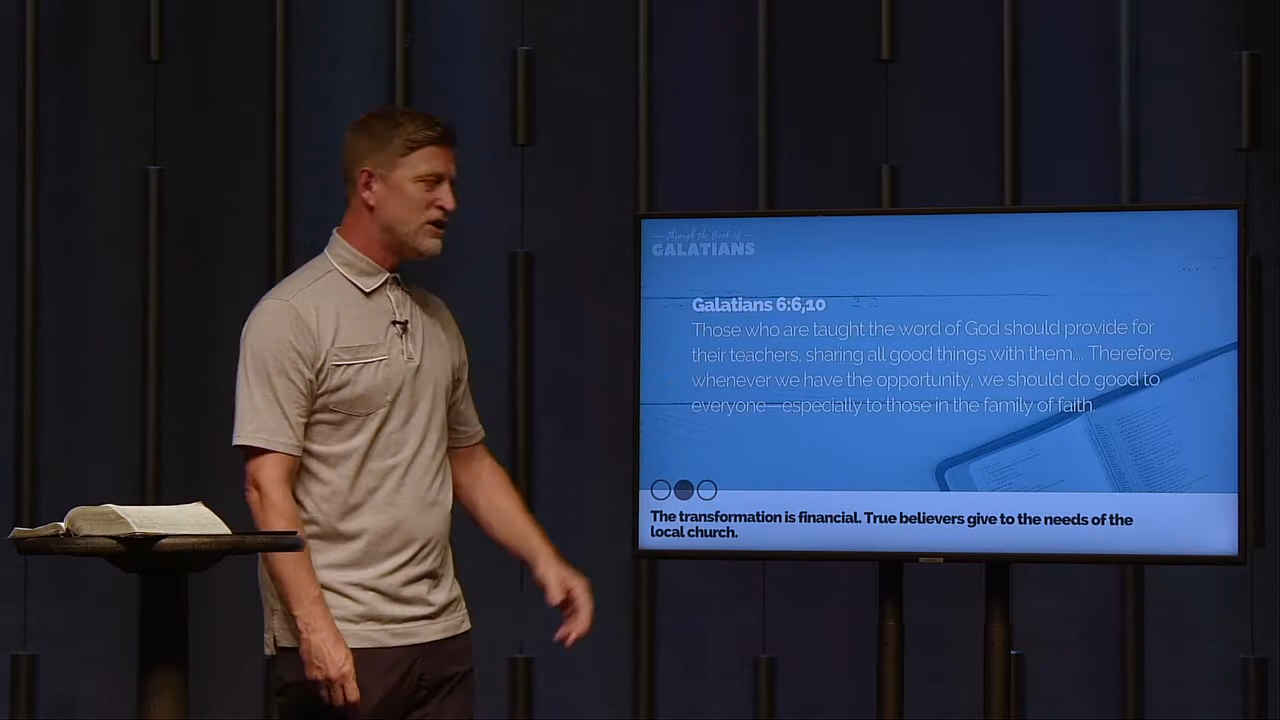 Through the Book of
GALATIANS
Galatians 6:6,10
Those who are taught the word of God should provide for
their teachers, sharing all good things with them... Therefore,
whenever we have the opportunity, we should do good to
everyone—especially to those in the family of faith.
The transformation is financial. True believers give to the needs of the
local church.